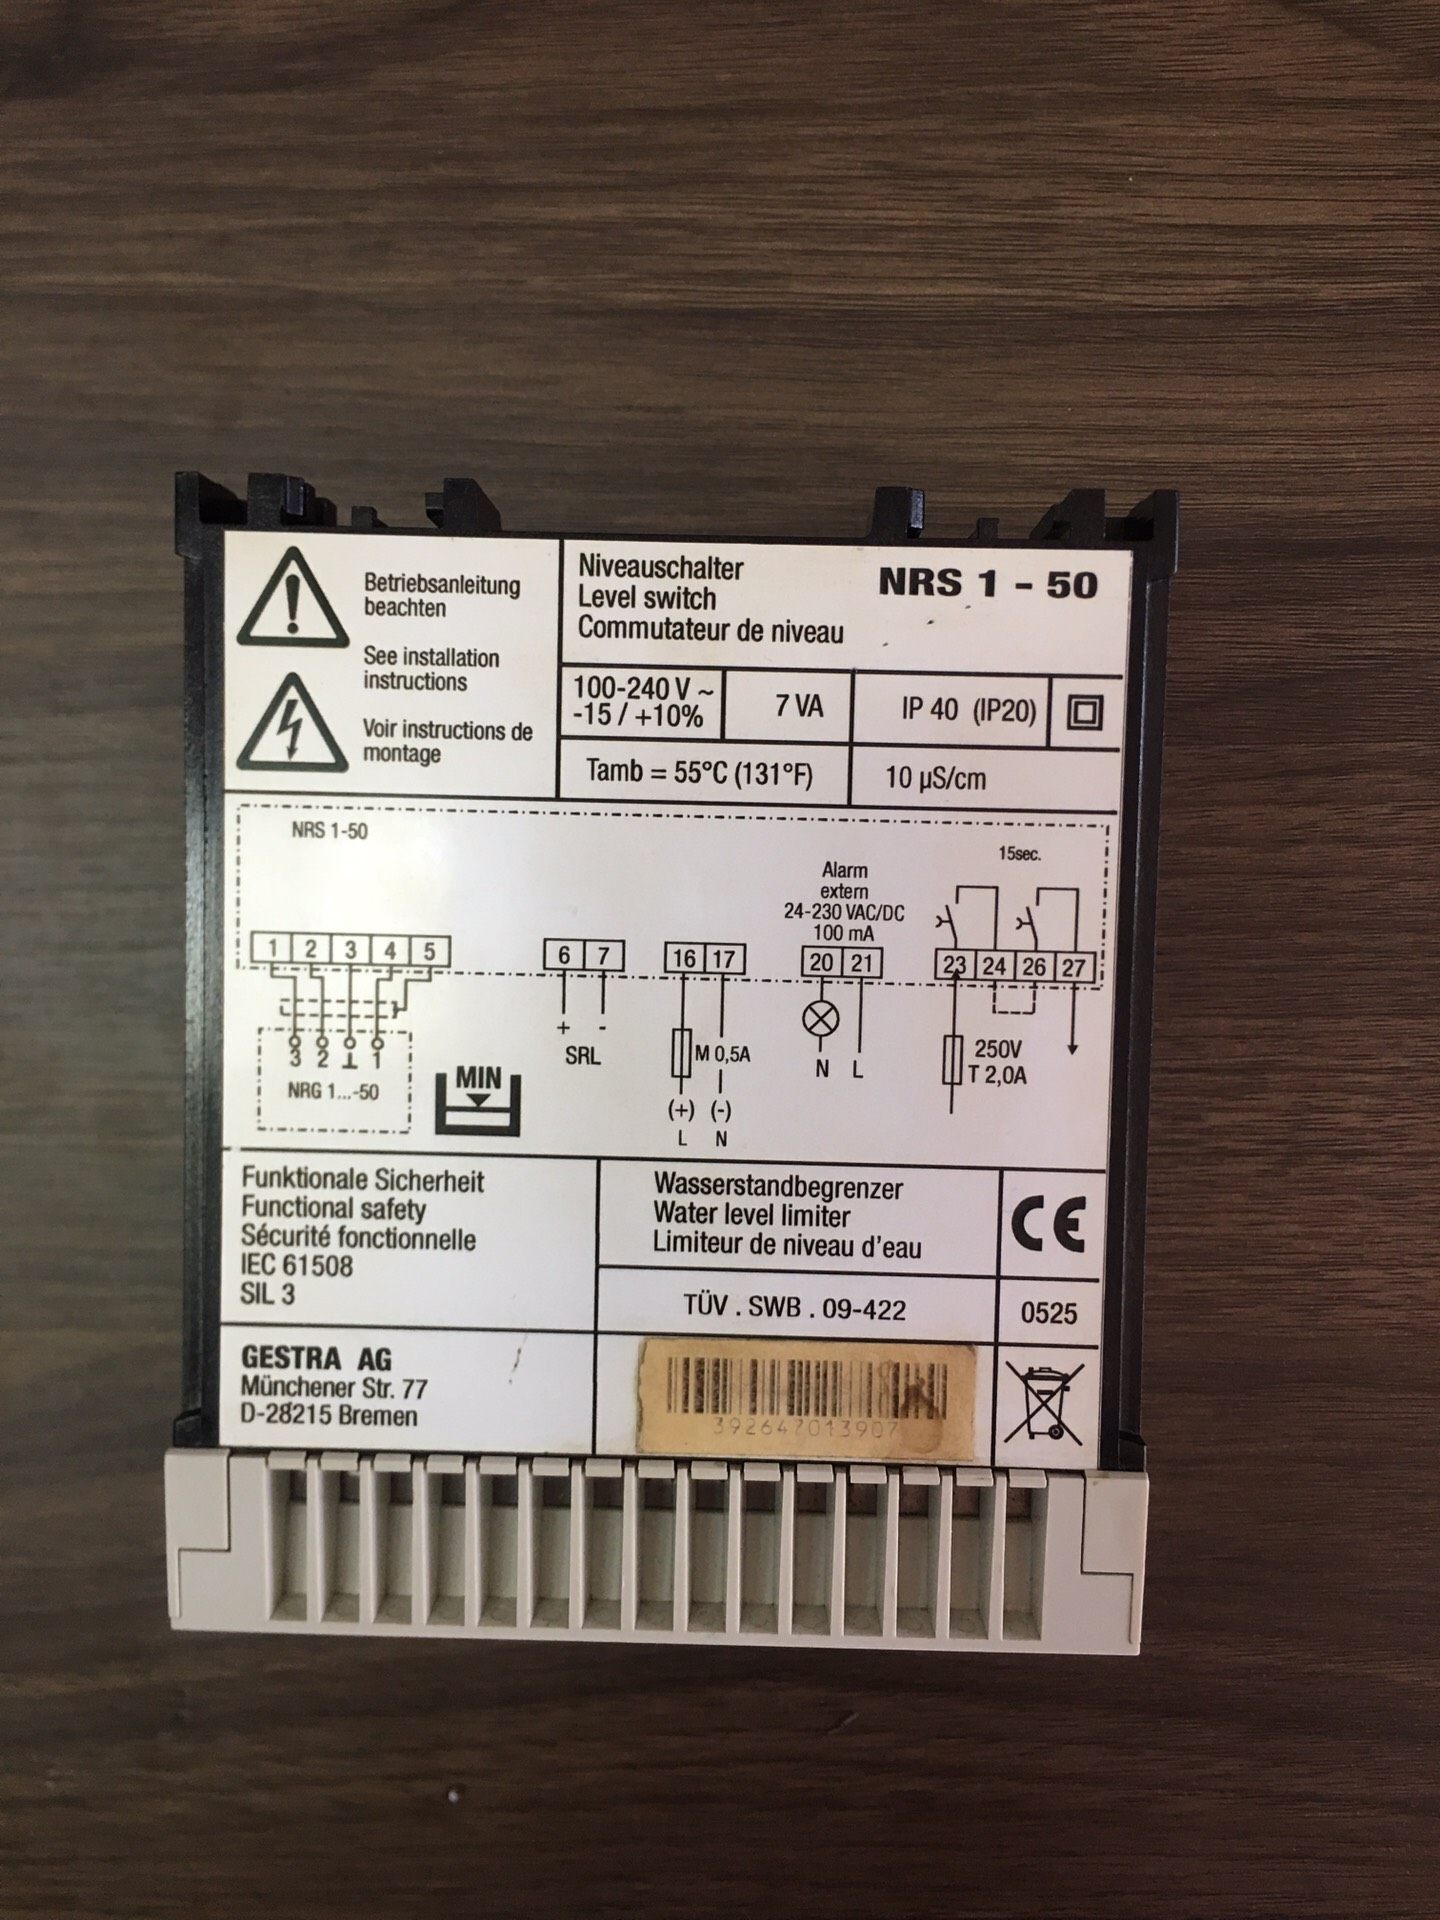 Betriebsanleitung
beachten
See installation
instructions
Voir instructions de
montage
Niveauschalter
Level switch
Commutateur de niveau
NRS 1 - 50
100-240 V ~
-15 / +10%
7 VA
IP 40 (IP20)
Tamb = 55°C (131°F)
10 µS/cm
NRS 1-50
15sec.
Alarm
extern
24-230 VAC/DC
100 mA
1 2 3 4 5
6 7
16 17
20 21
23 24 26 27
3 2 ⊥ 1
NRG 1...-50
MIN
+ -
SRL
M 0,5A
(+) (-)
L N
N L
250V
T 2,0A
Funktionale Sicherheit
Functional safety
Sécurité fonctionnelle
IEC 61508
SIL 3
Wasserstandbegrenzer
Water level limiter
Limiteur de niveau d'eau
CE
TÜV . SWB . 09-422
0525
GESTRA AG
Münchener Str. 77
D-28215 Bremen
392647013907